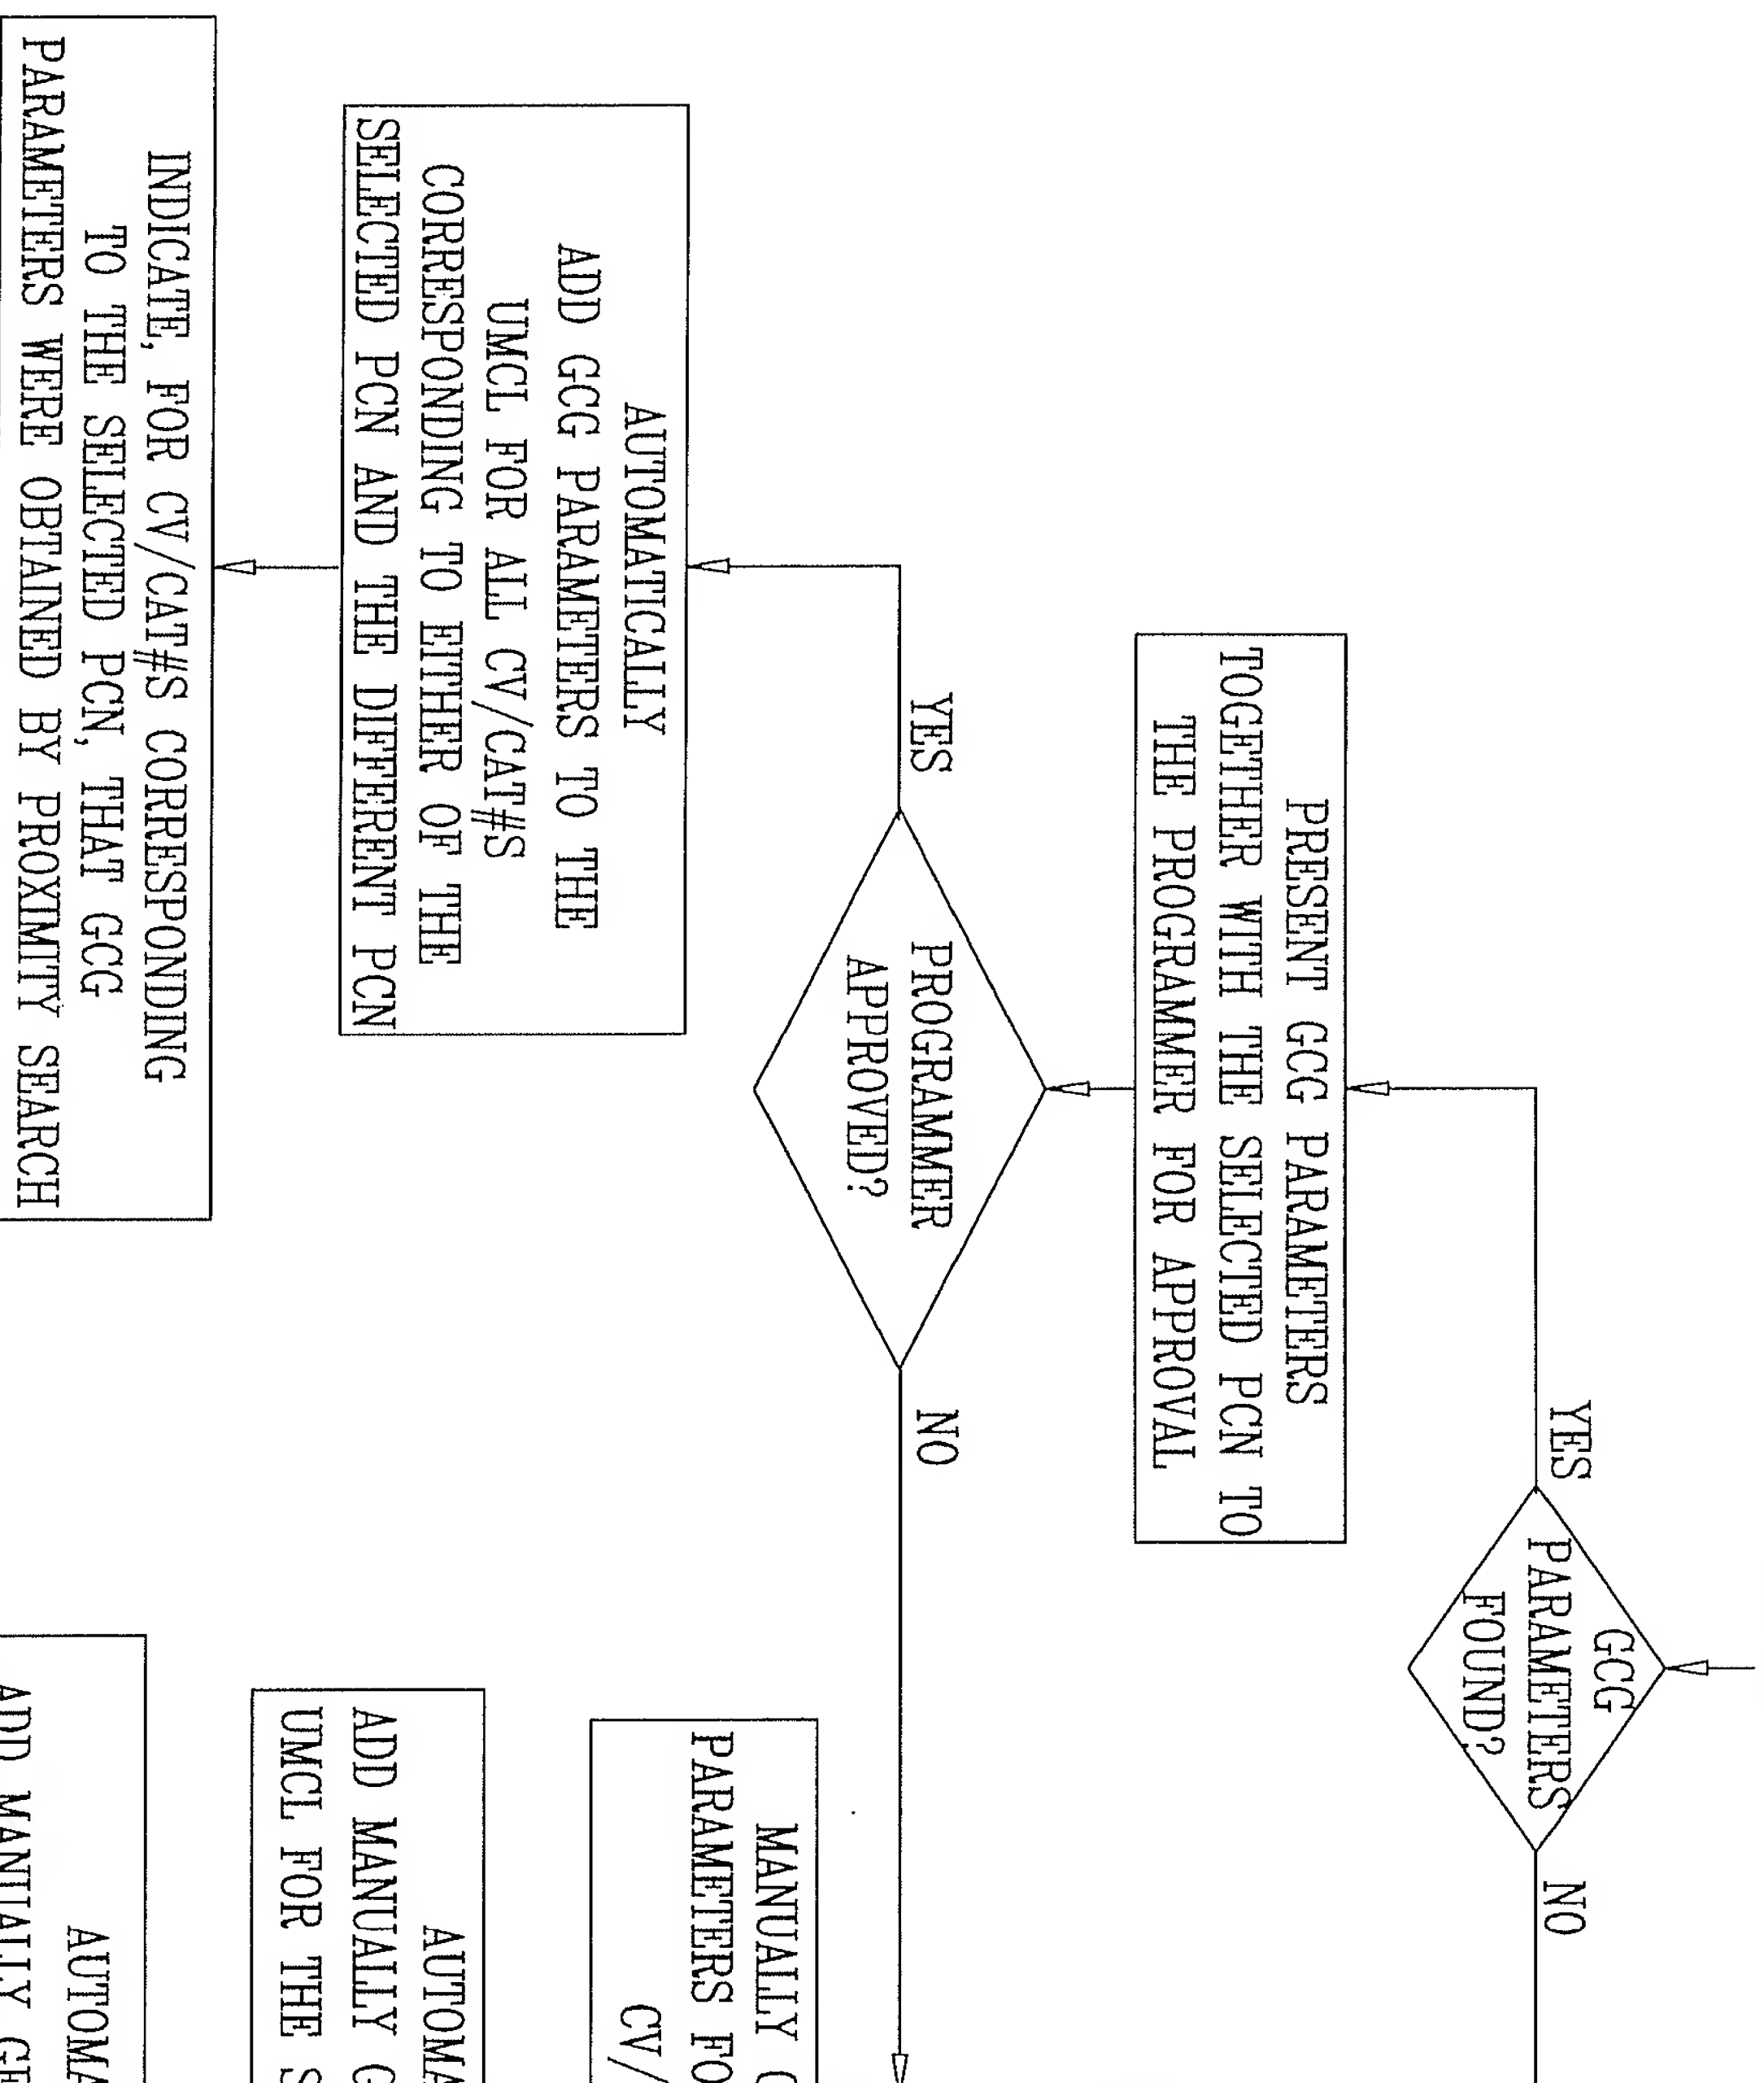 GCG
PARAMETERS
FOUND?
YES
NO
PRESENT GCG PARAMETERS
TOGETHER WITH THE SELECTED PCN TO
THE PROGRAMMER FOR APPROVAL
PROGRAMMER
APPROVED?
YES
NO
AUTOMATICALLY
ADD GCG PARAMETERS TO THE
UMCL FOR ALL CV/CAT#S
CORRESPONDING TO EITHER OF THE
SELECTED PCN AND THE DIFFERENT PCN
INDICATE, FOR CV/CAT#S CORRESPONDING
TO THE SELECTED PCN, THAT GCG
PARAMETERS WERE OBTAINED BY PROXIMITY SEARCH
MANUALLY
PARAMETERS FO
CV/
AUTOMA
ADD MANUALLY G
UMCL FOR THE S
AUTOMA
ADD MANUALLY GE